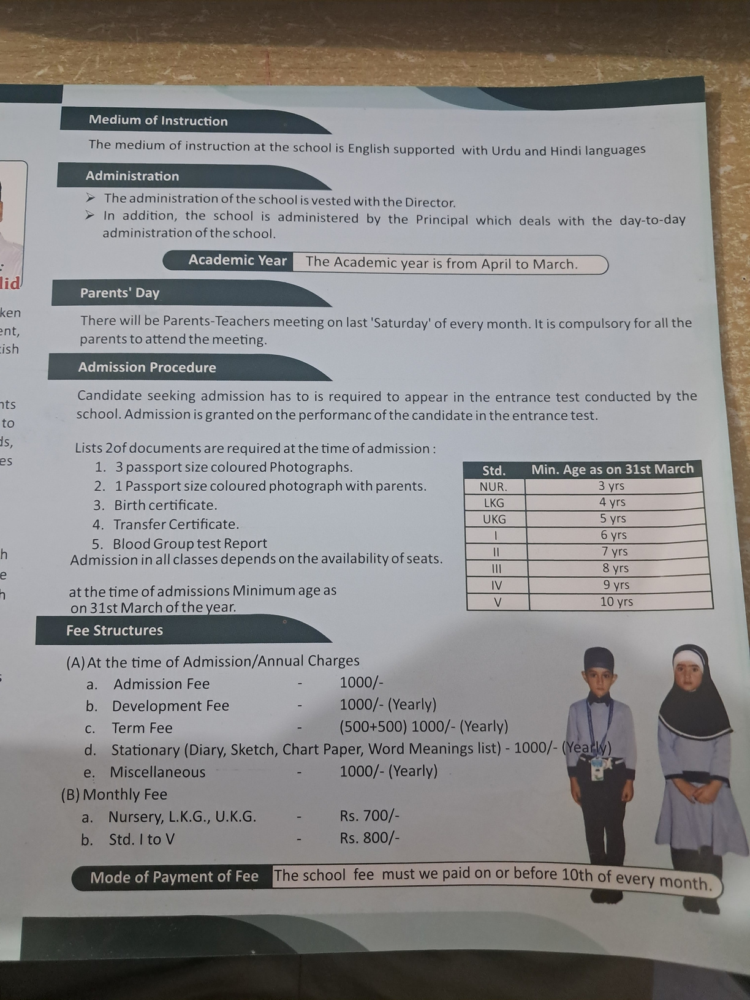 lid
ken
ent,
ish
nts
to
ds,
es
h
e
h
s
Medium of Instruction
The medium of instruction at the school is English supported with Urdu and Hindi languages
Administration
➢ The administration of the school is vested with the Director.
➢ In addition, the school is administered by the Principal which deals with the day-to-day
administration of the school.
Academic Year The Academic year is from April to March.
Parents' Day
There will be Parents-Teachers meeting on last 'Saturday' of every month. It is compulsory for all the
parents to attend the meeting.
Admission Procedure
Candidate seeking admission has to is required to appear in the entrance test conducted by the
school. Admission is granted on the performanc of the candidate in the entrance test.
Lists 2of documents are required at the time of admission :
1. 3 passport size coloured Photographs.
2. 1 Passport size coloured photograph with parents.
3. Birth certificate.
4. Transfer Certificate.
5. Blood Group test Report
Admission in all classes depends on the availability of seats.
at the time of admissions Minimum age as
on 31st March of the year.
Std. Min. Age as on 31st March
NUR. 3 yrs
LKG 4 yrs
UKG 5 yrs
I 6 yrs
II 7 yrs
III 8 yrs
IV 9 yrs
V 10 yrs
Fee Structures
(A) At the time of Admission/Annual Charges
a. Admission Fee - 1000/-
b. Development Fee - 1000/- (Yearly)
c. Term Fee - (500+500) 1000/- (Yearly)
d. Stationary (Diary, Sketch, Chart Paper, Word Meanings list) - 1000/- (Yearly)
e. Miscellaneous - 1000/- (Yearly)
(B) Monthly Fee
a. Nursery, L.K.G., U.K.G. - Rs. 700/-
b. Std. I to V - Rs. 800/-
Mode of Payment of Fee The school fee must we paid on or before 10th of every month.